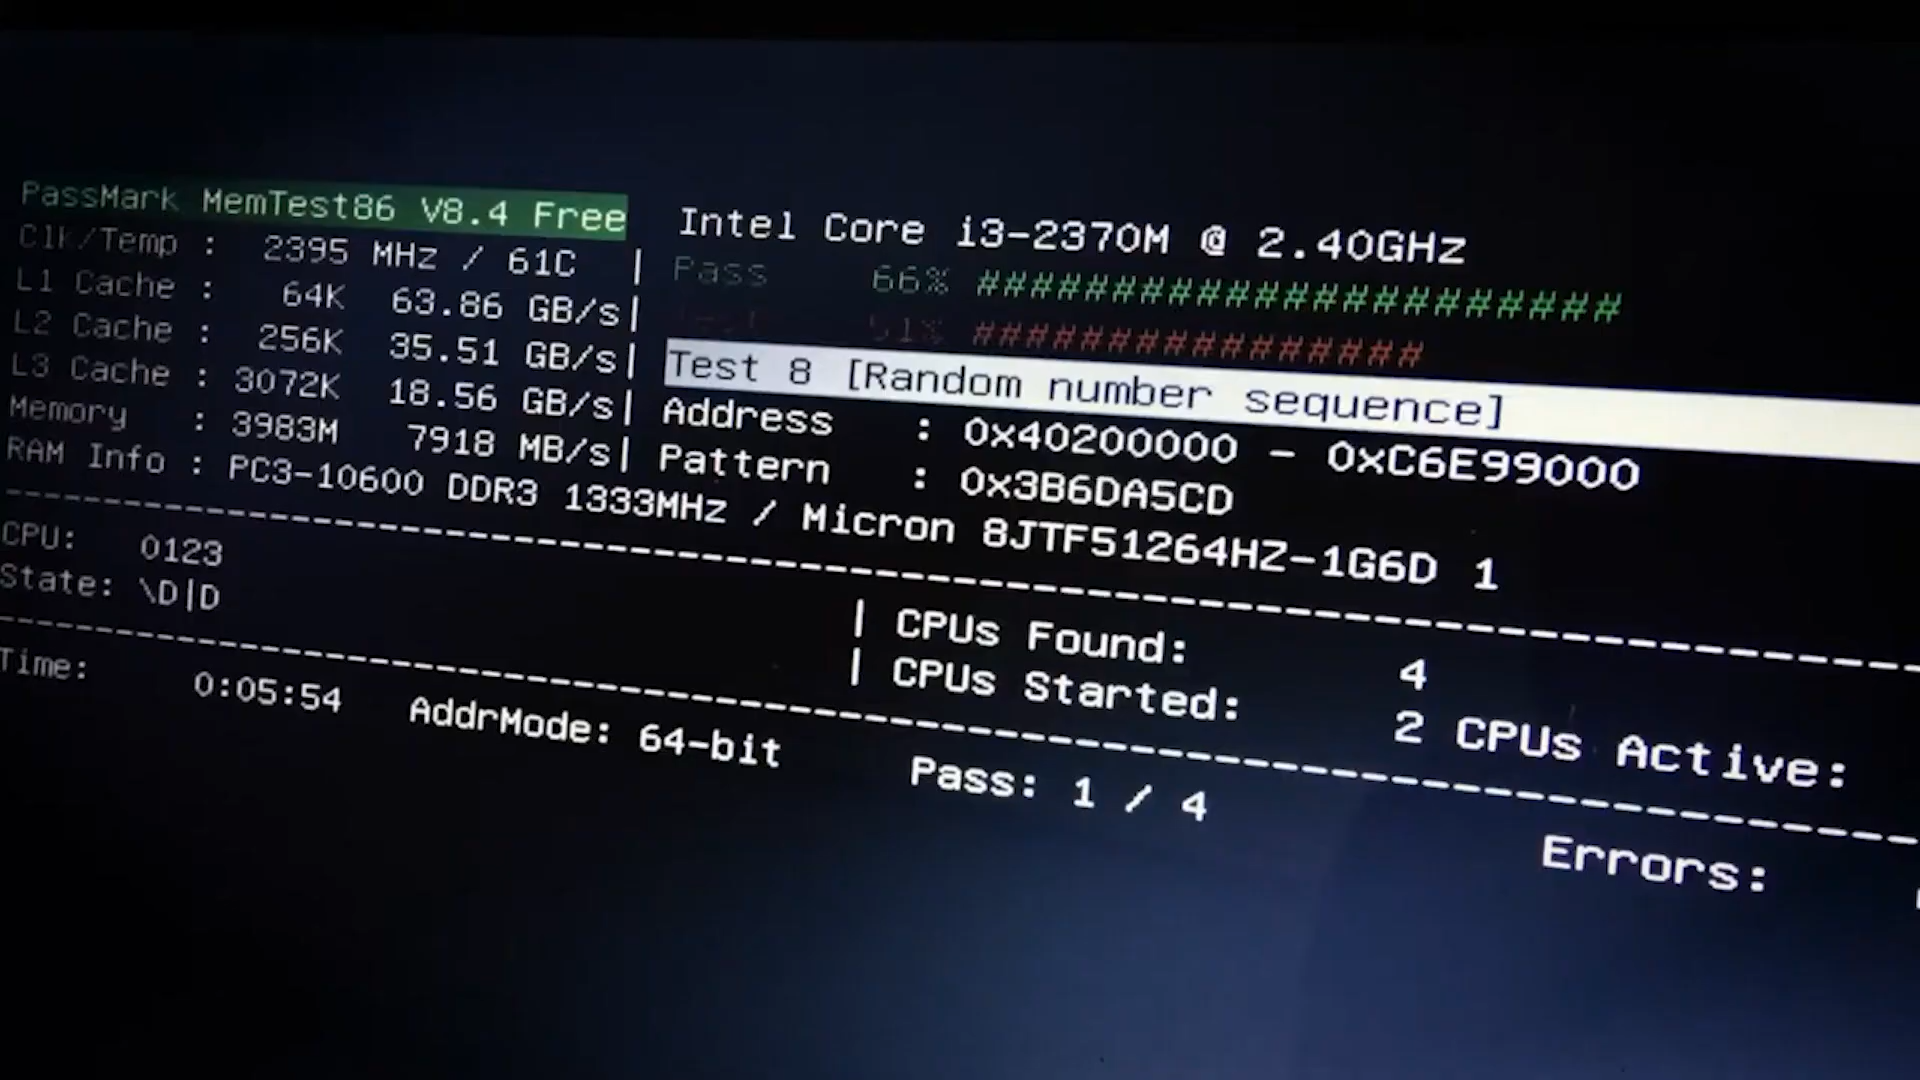 PassMark MemTest86 V8.4 Free Intel Core i3-2370M @ 2.40GHz
Clk/Temp : 2395 MHz / 61C | Pass 66% ########################
L1 Cache : 64K 63.86 GB/s| Test 51% #################
L2 Cache : 256K 35.51 GB/s| Test 8 [Random number sequence]
L3 Cache : 3072K 18.56 GB/s| Address : 0x40200000 - 0xC6E99000
Memory : 3983M 7918 MB/s| Pattern : 0x3B6DA5CD
RAM Info : PC3-10600 DDR3 1333MHz / Micron 8JTF51264HZ-1G6D 1
CPU: 0123 | CPUs Found: 4
State: \D|D | CPUs Started: 2 CPUs Active:
Time: 0:05:54 AddrMode: 64-bit Pass: 1 / 4 Errors: